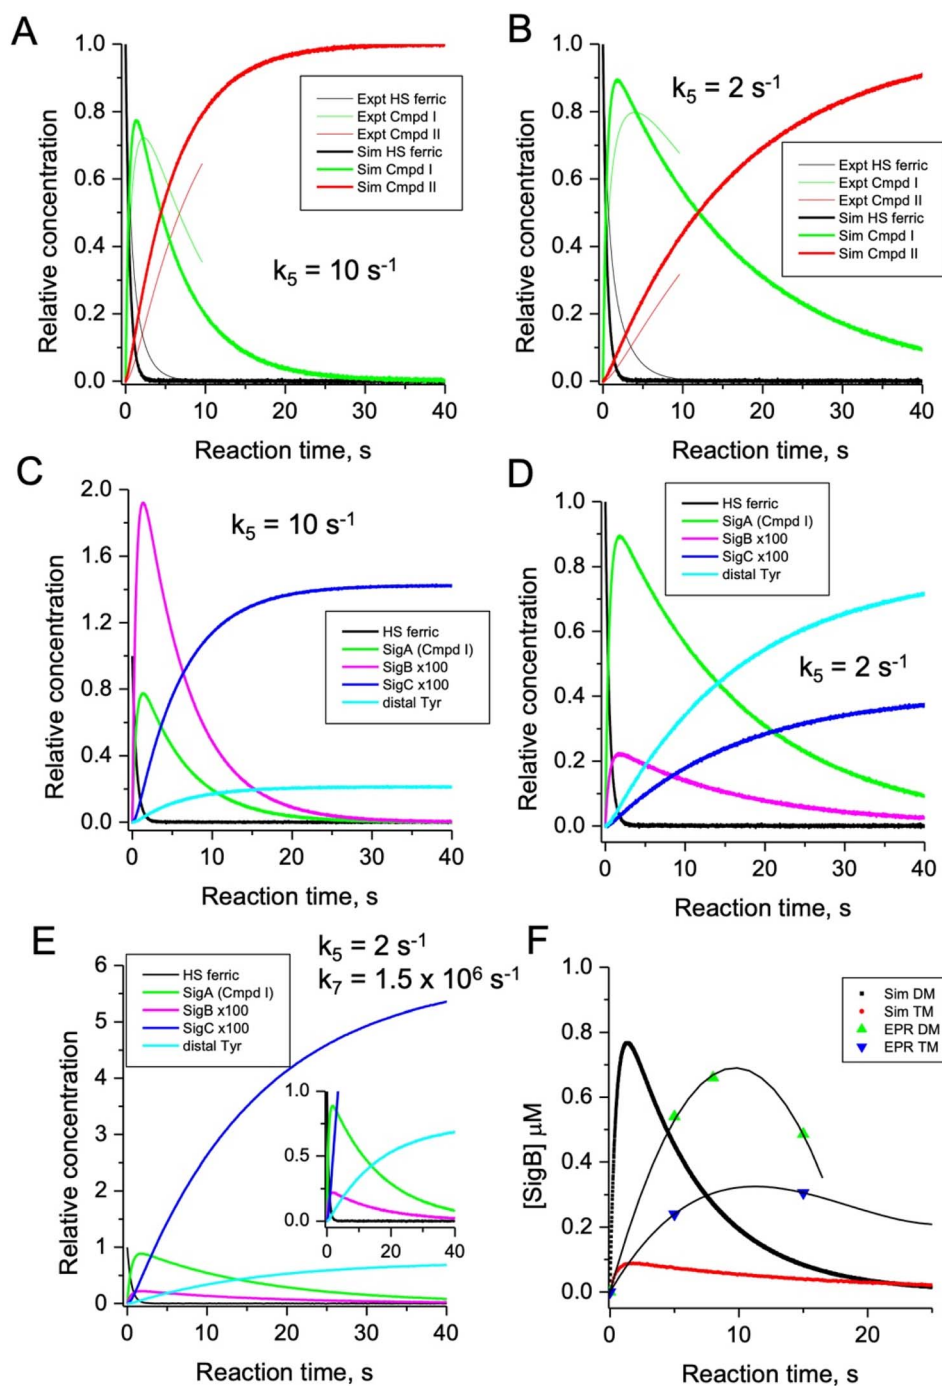 A
1.0
0.8
0.6
0.4
0.2
0.0
Relative concentration
Expt HS ferric
Expt Cmpd I
Expt Cmpd II
Sim HS ferric
Sim Cmpd I
Sim Cmpd II
k₅ = 10 s⁻¹
0 10 20 30 40
Reaction time, s
B
1.0
0.8
0.6
0.4
0.2
0.0
Relative concentration
k₅ = 2 s⁻¹
Expt HS ferric
Expt Cmpd I
Expt Cmpd II
Sim HS ferric
Sim Cmpd I
Sim Cmpd II
0 10 20 30 40
Reaction time, s
C
2.0
1.6
1.2
0.8
0.4
0.0
Relative concentration
k₅ = 10 s⁻¹
HS ferric
SigA (Cmpd I)
SigB x100
SigC x100
distal Tyr
0 10 20 30 40
Reaction time, s
D
1.0
0.8
0.6
0.4
0.2
0.0
Relative concentration
HS ferric
SigA (Cmpd I)
SigB x100
SigC x100
distal Tyr
k₅ = 2 s⁻¹
0 10 20 30 40
Reaction time, s
E
6
5
4
3
2
1
0
Relative concentration
HS ferric
SigA (Cmpd I)
SigB x100
SigC x100
distal Tyr
k₅ = 2 s⁻¹
k₇ = 1.5 x 10⁶ s⁻¹
1.0
0.5
0.0
0 10 20 30 40
0 10 20 30 40
Reaction time, s
F
1.0
0.8
0.6
0.4
0.2
0.0
[SigB] μM
Sim DM
Sim TM
EPR DM
EPR TM
0 10 20
Reaction time, s